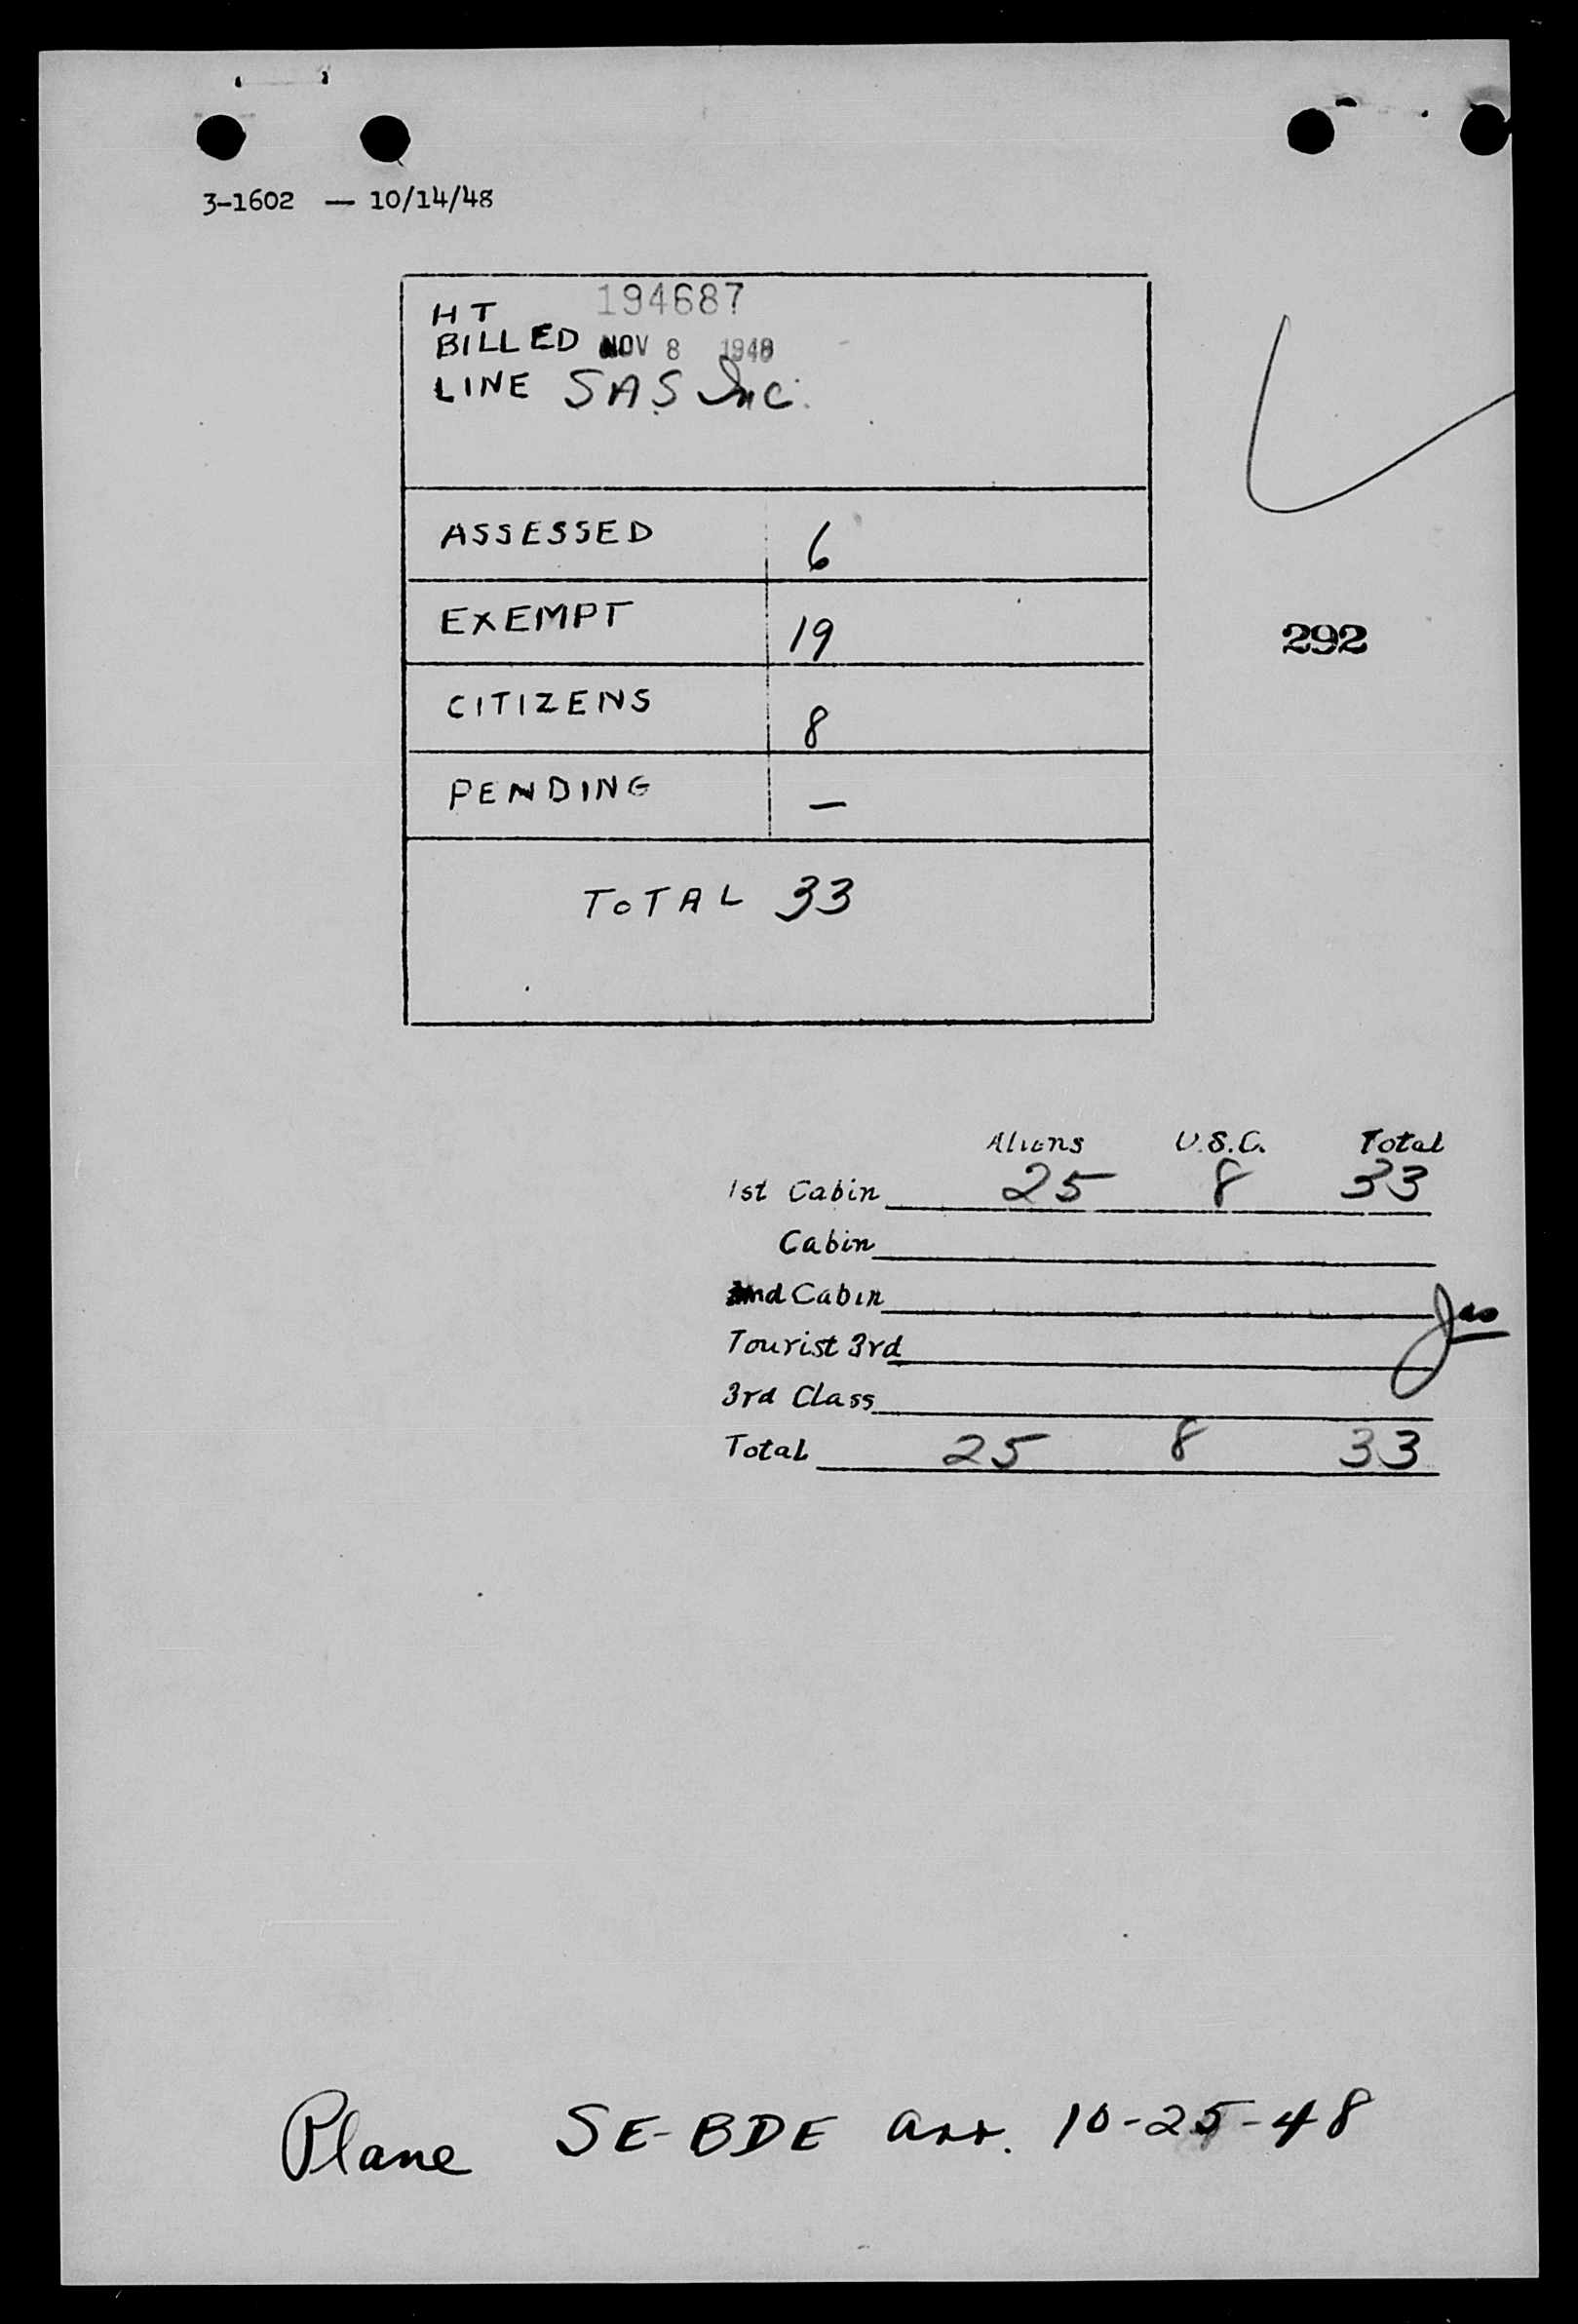 3-1602 — 10/14/48
HT 194687
BILLED NOV 8 1948
LINE SAS Inc.
ASSESSED 6
EXEMPT 19
292
CITIZENS 8
PENDING —
TOTAL 33
Aliens U.S.C. Total
1st Cabin 25 8 33
Cabin
2nd Cabin
Tourist 3rd
3rd Class
Total 25 8 33
Plane SE-BDE arr. 10-25-48